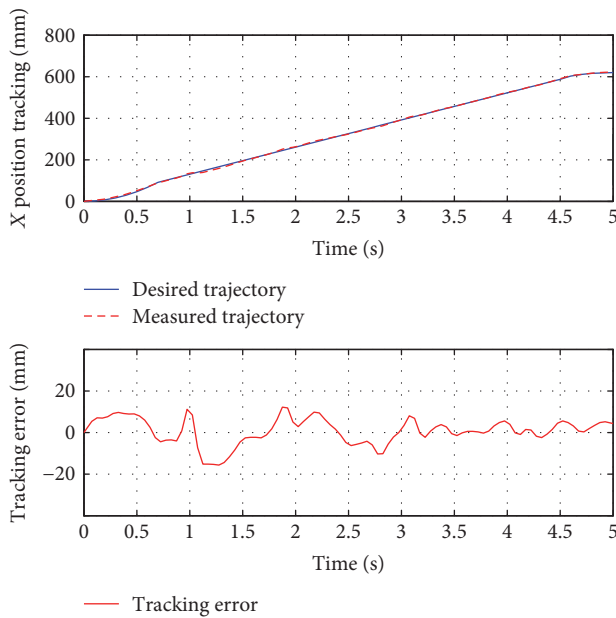 X position tracking (mm)
800
600
400
200
0
0 0.5 1 1.5 2 2.5 3 3.5 4 4.5 5
Time (s)
Desired trajectory
Measured trajectory
Tracking error (mm)
20
0
−20
0 0.5 1 1.5 2 2.5 3 3.5 4 4.5 5
Time (s)
Tracking error